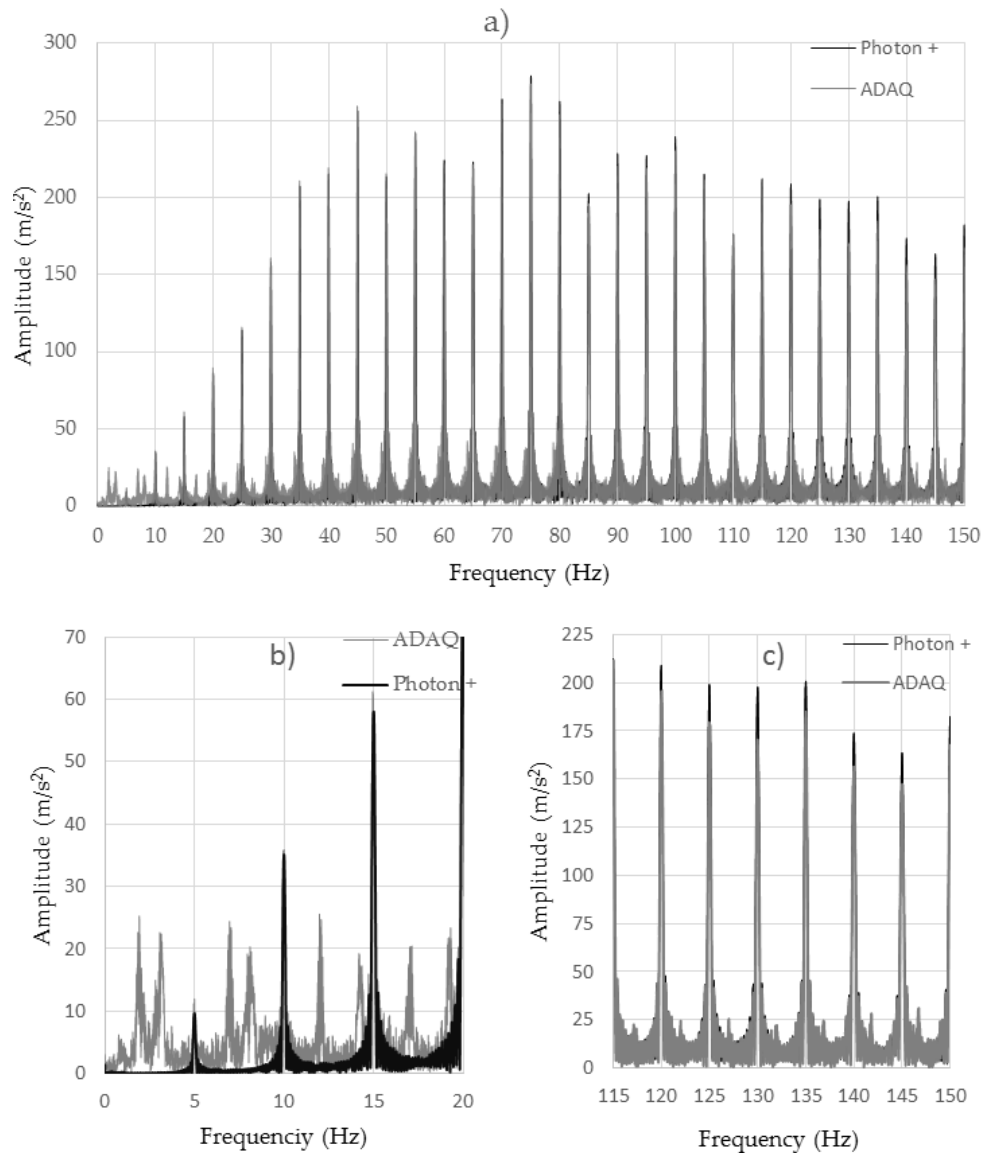 a)
300
250
200
150
100
50
0
Amplitude (m/s²)
Photon +
ADAQ
0 10 20 30 40 50 60 70 80 90 100 110 120 130 140 150
Frequency (Hz)
b)
70
60
50
40
30
20
10
0
Amplitude (m/s²)
ADAQ
Photon +
0 5 10 15 20
Frequenciy (Hz)
c)
225
200
175
150
125
100
75
50
25
0
Amplitude (m/s²)
Photon +
ADAQ
115 120 125 130 135 140 145 150
Frequency (Hz)